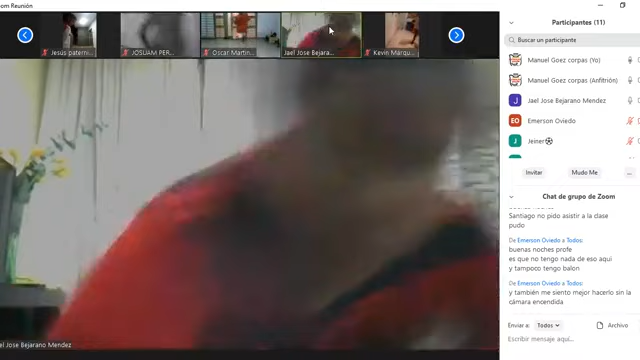 om Reunión
Participantes (11)
Buscar un participante
Jesús paterni...
JOSUAM PER...
Oscar Martin...
Jael Jose Bejara...
Kevin Márqu...
Manuel Goez corpas (Yo)
Manuel Goez corpas (Anfitrión)
J
Jael Jose Bejarano Mendez
EO
Emerson Oviedo
J
Jeiner
Invitar
Mudo Me
...
Chat de grupo de Zoom
Santiago no pido asistir a la clase
pudo
De Emerson Oviedo a Todos:
buenas noches profe
es que no tengo nada de eso aqui
y tampoco tengo balon
De Emerson Oviedo a Todos:
y también me siento mejor hacerlo sin la
cámara encendida
Enviar a: Todos
Archivo
Escribir mensaje aquí...
el Jose Bejarano Mendez